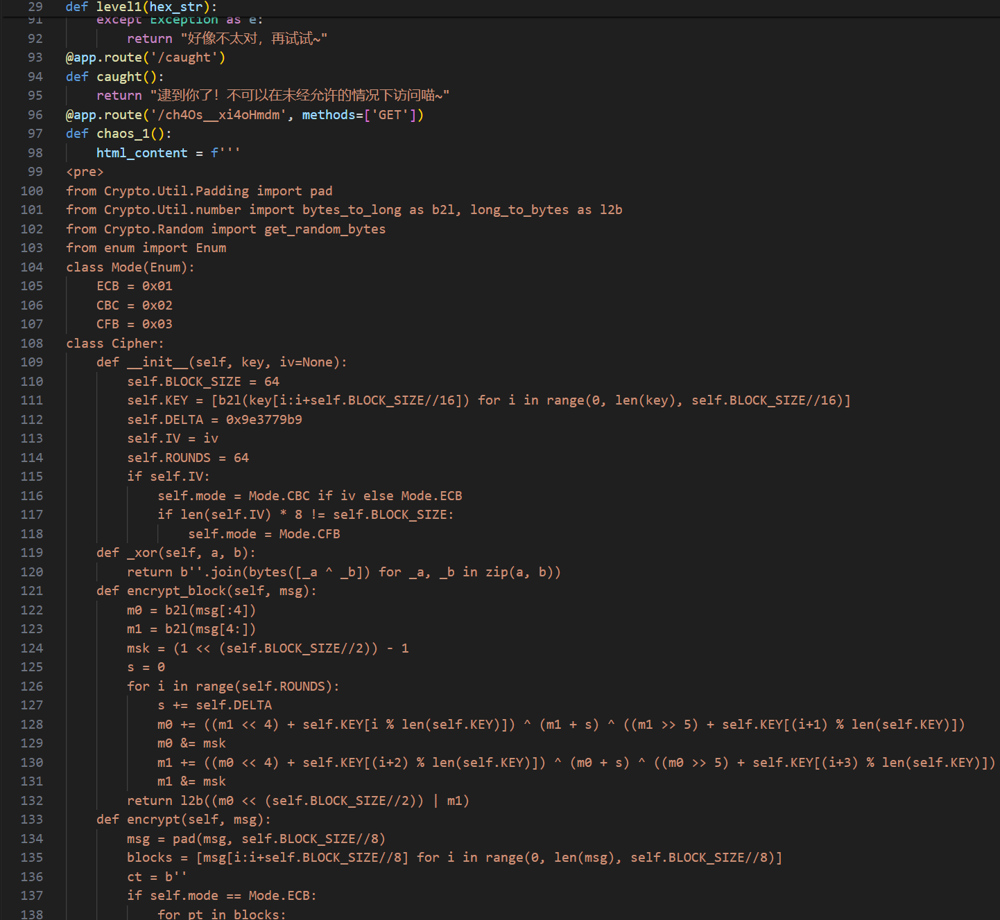 29 def level1(hex_str):
91     except Exception as e:
92         return "好像不太对，再试试~"
93 @app.route('/caught')
94 def caught():
95     return "逮到你了！不可以在未经允许的情况下访问喵~"
96 @app.route('/ch4Os__xi4oHmdm', methods=['GET'])
97 def chaos_1():
98     html_content = f'''
99 <pre>
100 from Crypto.Util.Padding import pad
101 from Crypto.Util.number import bytes_to_long as b2l, long_to_bytes as l2b
102 from Crypto.Random import get_random_bytes
103 from enum import Enum
104 class Mode(Enum):
105     ECB = 0x01
106     CBC = 0x02
107     CFB = 0x03
108 class Cipher:
109     def __init__(self, key, iv=None):
110         self.BLOCK_SIZE = 64
111         self.KEY = [b2l(key[i:i+self.BLOCK_SIZE//16]) for i in range(0, len(key), self.BLOCK_SIZE//16)]
112         self.DELTA = 0x9e3779b9
113         self.IV = iv
114         self.ROUNDS = 64
115         if self.IV:
116             self.mode = Mode.CBC if iv else Mode.ECB
117             if len(self.IV) * 8 != self.BLOCK_SIZE:
118                 self.mode = Mode.CFB
119     def _xor(self, a, b):
120         return b''.join(bytes([_a ^ _b]) for _a, _b in zip(a, b))
121     def encrypt_block(self, msg):
122         m0 = b2l(msg[:4])
123         m1 = b2l(msg[4:])
124         msk = (1 << (self.BLOCK_SIZE//2)) - 1
125         s = 0
126         for i in range(self.ROUNDS):
127             s += self.DELTA
128             m0 += ((m1 << 4) + self.KEY[i % len(self.KEY)]) ^ (m1 + s) ^ ((m1 >> 5) + self.KEY[(i+1) % len(self.KEY)])
129             m0 &= msk
130             m1 += ((m0 << 4) + self.KEY[(i+2) % len(self.KEY)]) ^ (m0 + s) ^ ((m0 >> 5) + self.KEY[(i+3) % len(self.KEY)])
131             m1 &= msk
132         return l2b((m0 << (self.BLOCK_SIZE//2)) | m1)
133     def encrypt(self, msg):
134         msg = pad(msg, self.BLOCK_SIZE//8)
135         blocks = [msg[i:i+self.BLOCK_SIZE//8] for i in range(0, len(msg), self.BLOCK_SIZE//8)]
136         ct = b''
137         if self.mode == Mode.ECB:
138             for pt in blocks: